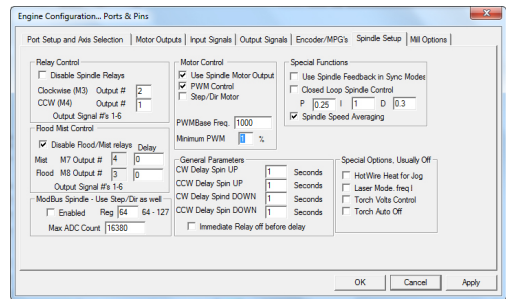 Engine Configuration... Ports & Pins
Port Setup and Axis Selection Motor Outputs Input Signals Output Signals Encoder/MPG's Spindle Setup Mill Options
Relay Control
Disable Spindle Relays
Clockwise (M3) Output # 2
CCW (M4) Output # 1
Output Signal #'s 1-6
Flood Mist Control
Disable Flood/Mist relays Delay
Mist M7 Output # 4 0
Flood M8 Output # 3 0
Output Signal #'s 1-6
ModBus Spindle - Use Step/Dir as well
Enabled Reg 64 64 - 127
Max ADC Count 16380
Motor Control
Use Spindle Motor Output
PWM Control
Step/Dir Motor
PWMBase Freq. 1000
Minimum PWM 1 %
General Parameters
CW Delay Spin UP 1 Seconds
CCW Delay Spin UP 1 Seconds
CW Delay Spind DOWN 1 Seconds
CCW Delay Spin DOWN 1 Seconds
Immediate Relay off before delay
Special Functions
Use Spindle Feedback in Sync Modes
Closed Loop Spindle Control
P 0.25 I 1 D 0.3
Spindle Speed Averaging
Special Options, Usually Off
HotWire Heat for Jog
Laser Mode. freq
Torch Volts Control
Torch Auto Off
OK Cancel Apply